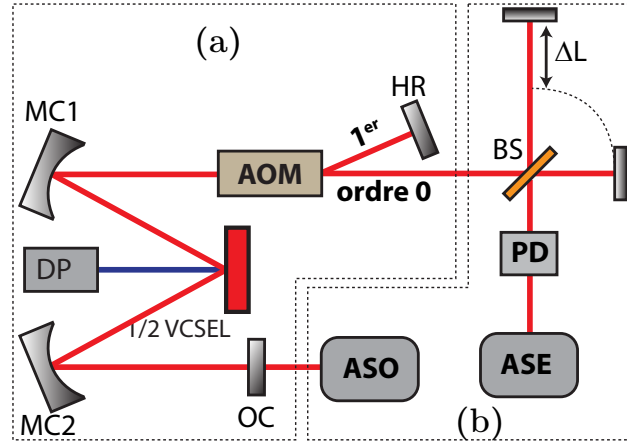 (a)
HR
ΔL
MC1
1er
BS
AOM
ordre 0
PD
DP
1/2 VCSEL
ASO
ASE
OC
MC2
(b)